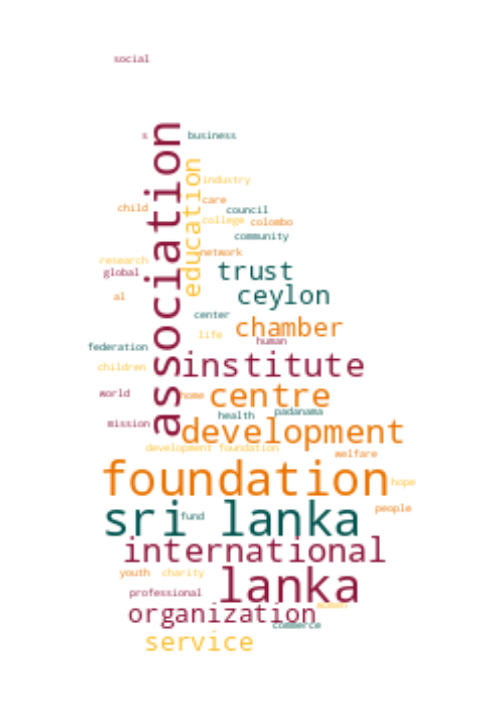 social
s
business
association
education
industry
care
child
council
college
colombo
community
network
research
trust
global
ceylon
al
center
chamber
life
human
federation
institute
children
world
home
centre
padanama
health
mission
development
development foundation
welfare
foundation
hope
people
sri lanka
fund
international
youth
charity
lanka
professional
women
organization
commerce
service